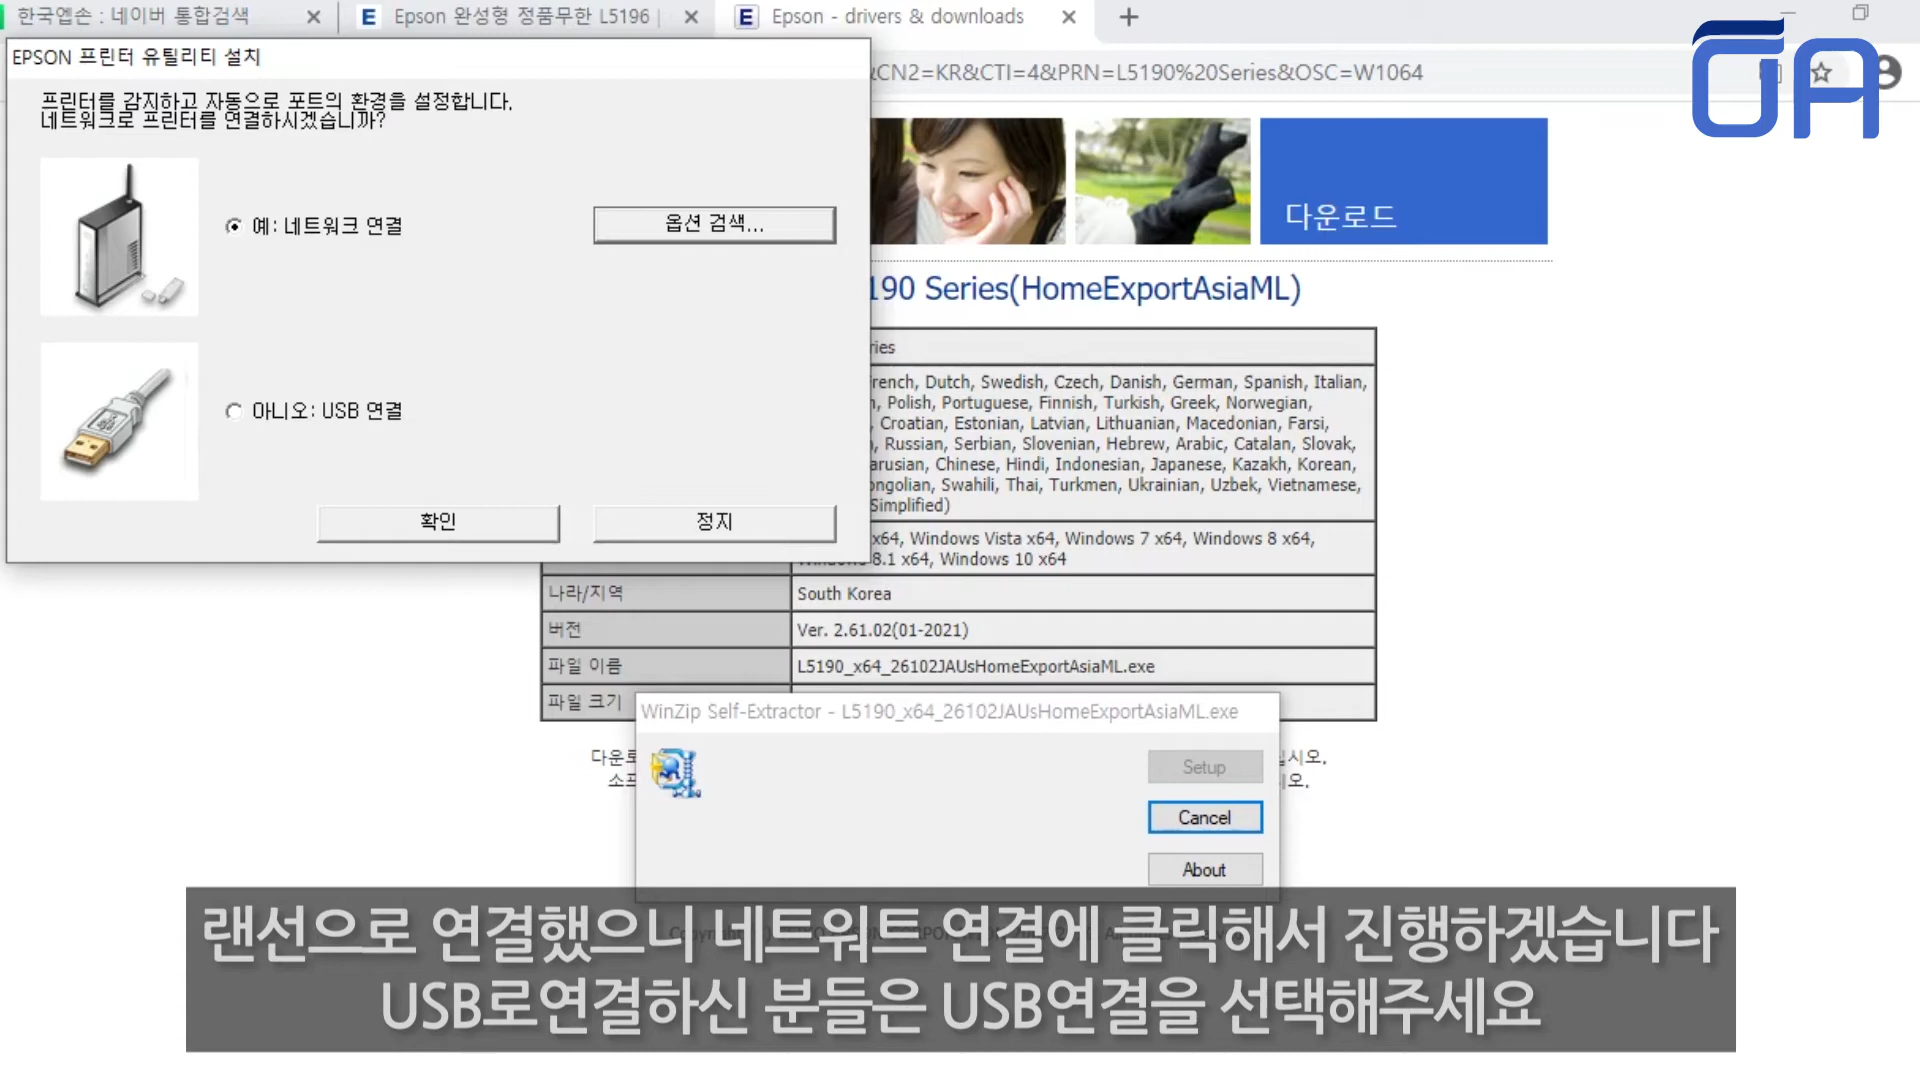 한국엡손 : 네이버 통합검색
Epson 완성형 정품무한 L5196 |
Epson - drivers & downloads
EPSON 프린터 유틸리티 설치
&CN2=KR&CTI=4&PRN=L5190%20Series&OSC=W1064
OA
프린터를 감지하고 자동으로 포트의 환경을 설정합니다.
네트워크로 프린터를 연결하시겠습니까?
예: 네트워크 연결
옵션 검색...
다운로드
아니오: USB 연결
확인
정지
190 Series(HomeExportAsiaML)
ries
French, Dutch, Swedish, Czech, Danish, German, Spanish, Italian,
, Polish, Portuguese, Finnish, Turkish, Greek, Norwegian,
, Croatian, Estonian, Latvian, Lithuanian, Macedonian, Farsi,
, Russian, Serbian, Slovenian, Hebrew, Arabic, Catalan, Slovak,
arusian, Chinese, Hindi, Indonesian, Japanese, Kazakh, Korean,
ongolian, Swahili, Thai, Turkmen, Ukrainian, Uzbek, Vietnamese,
Simplified)
x64, Windows Vista x64, Windows 7 x64, Windows 8 x64,
Windows 8.1 x64, Windows 10 x64
나라/지역
South Korea
버전
Ver. 2.61.02(01-2021)
파일 이름
L5190_x64_26102JAUsHomeExportAsiaML.exe
파일 크기
WinZip Self-Extractor - L5190_x64_26102JAUsHomeExportAsiaML.exe
다운로
십시오.
소프
오.
Setup
Cancel
About
랜선으로 연결했으니 네트워트 연결에 클릭해서 진행하겠습니다
USB로연결하신 분들은 USB연결을 선택해주세요